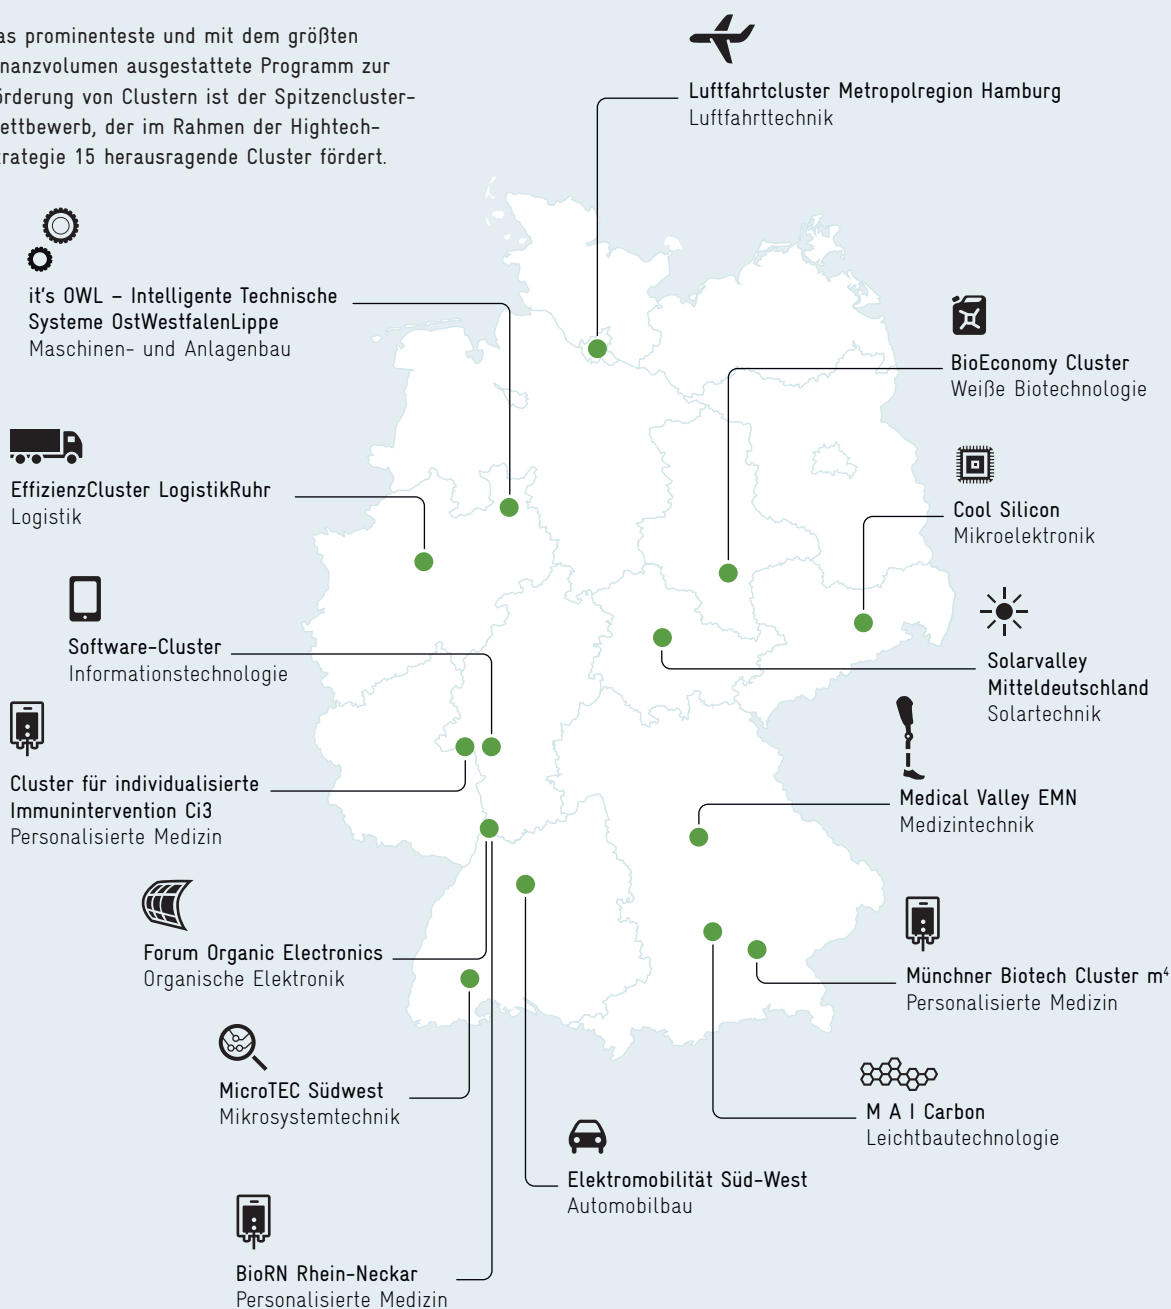 as prominenteste und mit dem größten
nanzvolumen ausgestattete Programm zur
örderung von Clustern ist der Spitzencluster-
ettbewerb, der im Rahmen der Hightech-
trategie 15 herausragende Cluster fördert.
Luftfahrtcluster Metropolregion Hamburg
Luftfahrttechnik
it's OWL – Intelligente Technische
Systeme OstWestfalenLippe
Maschinen- und Anlagenbau
BioEconomy Cluster
Weiße Biotechnologie
EffizienzCluster LogistikRuhr
Logistik
Cool Silicon
Mikroelektronik
Software-Cluster
Informationstechnologie
Solarvalley
Mitteldeutschland
Solartechnik
Cluster für individualisierte
Immunintervention Ci3
Personalisierte Medizin
Medical Valley EMN
Medizintechnik
Forum Organic Electronics
Organische Elektronik
Münchner Biotech Cluster m⁴
Personalisierte Medizin
MicroTEC Südwest
Mikrosystemtechnik
M A I Carbon
Leichtbautechnologie
Elektromobilität Süd-West
Automobilbau
BioRN Rhein-Neckar
Personalisierte Medizin